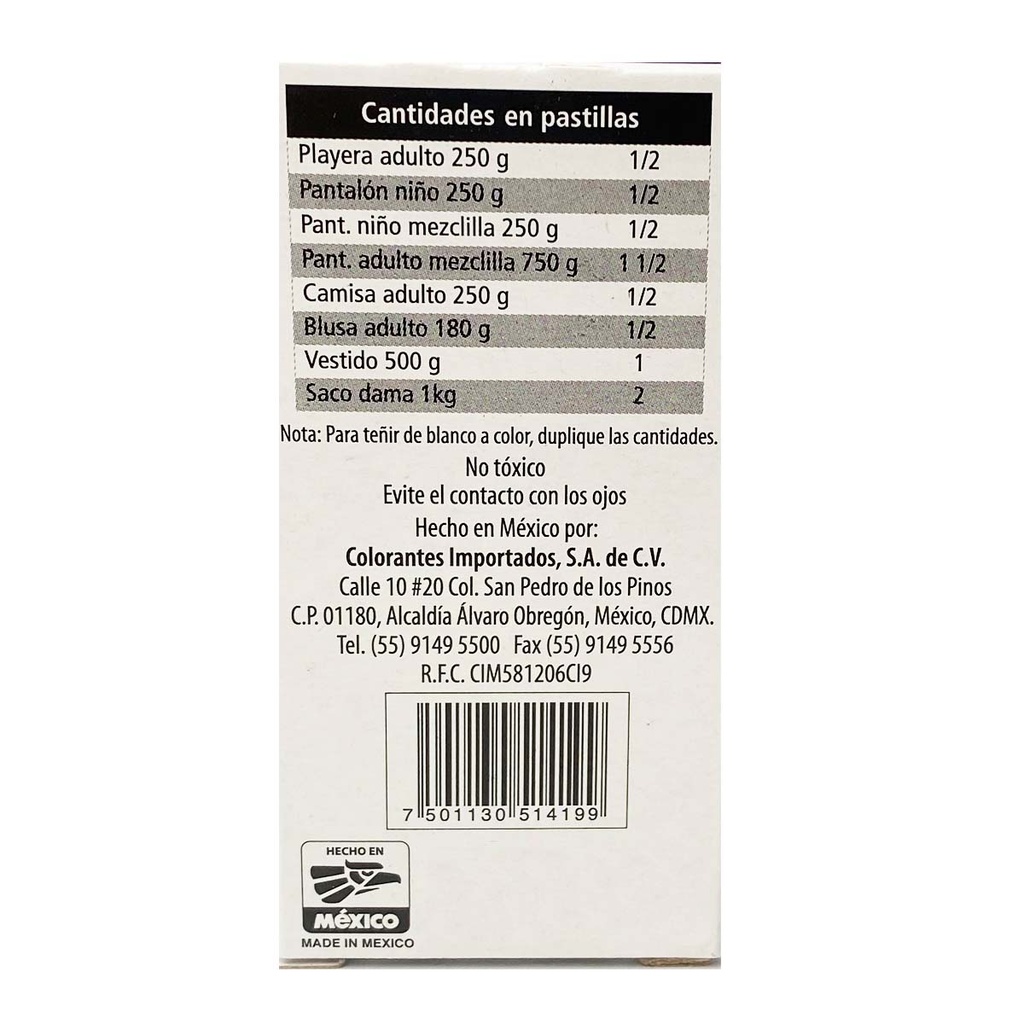 Cantidades en pastillas
Playera adulto 250 g 1/2
Pantalón niño 250 g 1/2
Pant. niño mezclilla 250 g 1/2
Pant. adulto mezclilla 750 g 1 1/2
Camisa adulto 250 g 1/2
Blusa adulto 180 g 1/2
Vestido 500 g 1
Saco dama 1kg 2
Nota: Para teñir de blanco a color, duplique las cantidades.
No tóxico
Evite el contacto con los ojos
Hecho en México por:
Colorantes Importados, S.A. de C.V.
Calle 10 #20 Col. San Pedro de los Pinos
C.P. 01180, Alcaldía Álvaro Obregón, México, CDMX.
Tel. (55) 9149 5500 Fax (55) 9149 5556
R.F.C. CIM581206CI9
7 501130 514199
HECHO EN
MéXICO
MADE IN MEXICO